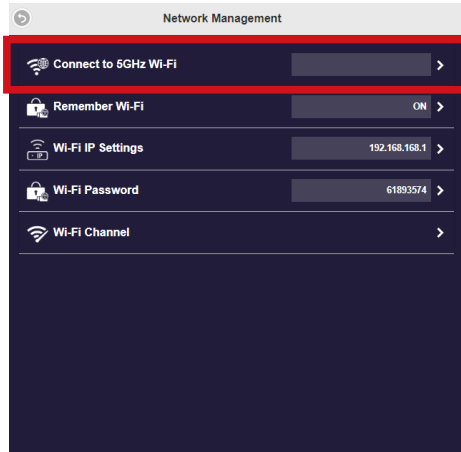 Network Management
Connect to 5GHz Wi-Fi
Remember Wi-Fi ON
Wi-Fi IP Settings 192.168.168.1
Wi-Fi Password 61893574
Wi-Fi Channel